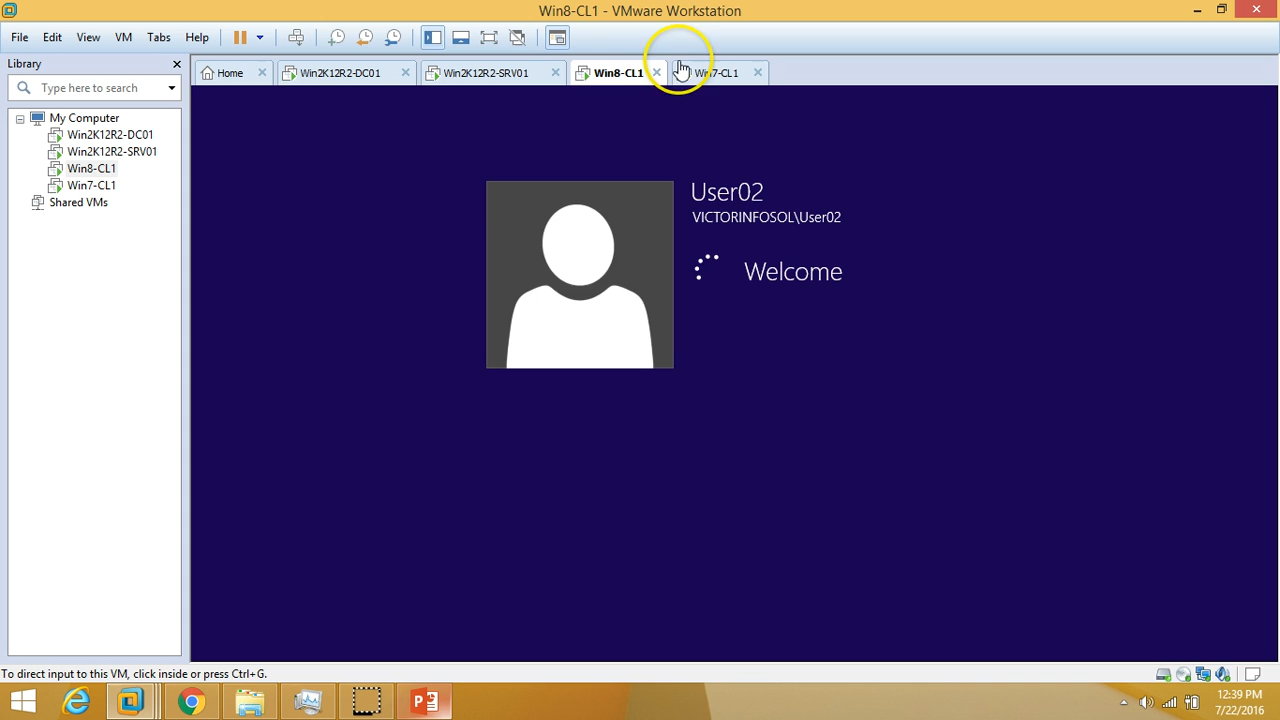 Win8-CL1 - VMware Workstation
File Edit View VM Tabs Help
Library
Type here to search
My Computer
Win2K12R2-DC01
Win2K12R2-SRV01
Win8-CL1
Win7-CL1
Shared VMs
Home Win2K12R2-DC01 Win2K12R2-SRV01 Win8-CL1 Win7-CL1
User02
VICTORINFOSOL\User02
Welcome
To direct input to this VM, click inside or press Ctrl+G.
12:39 PM
7/22/2016